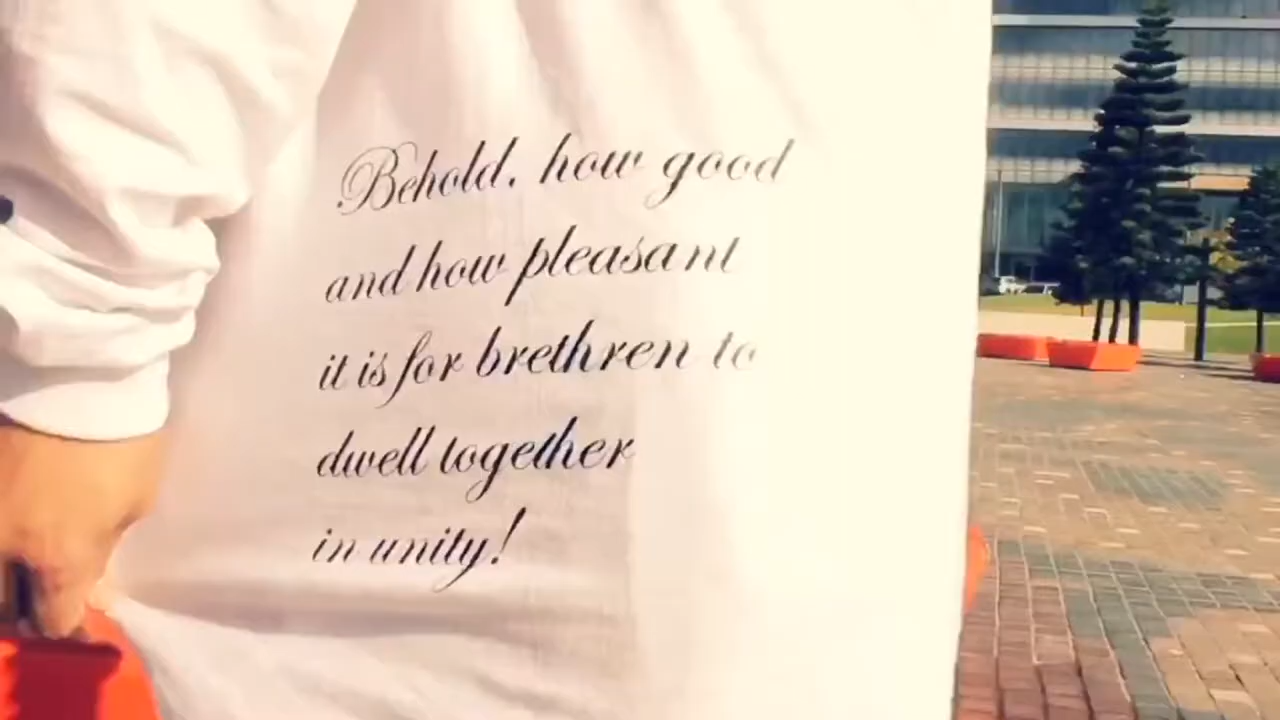 Behold, how good
and how pleasant
it is for brethren to
dwell together
in unity!